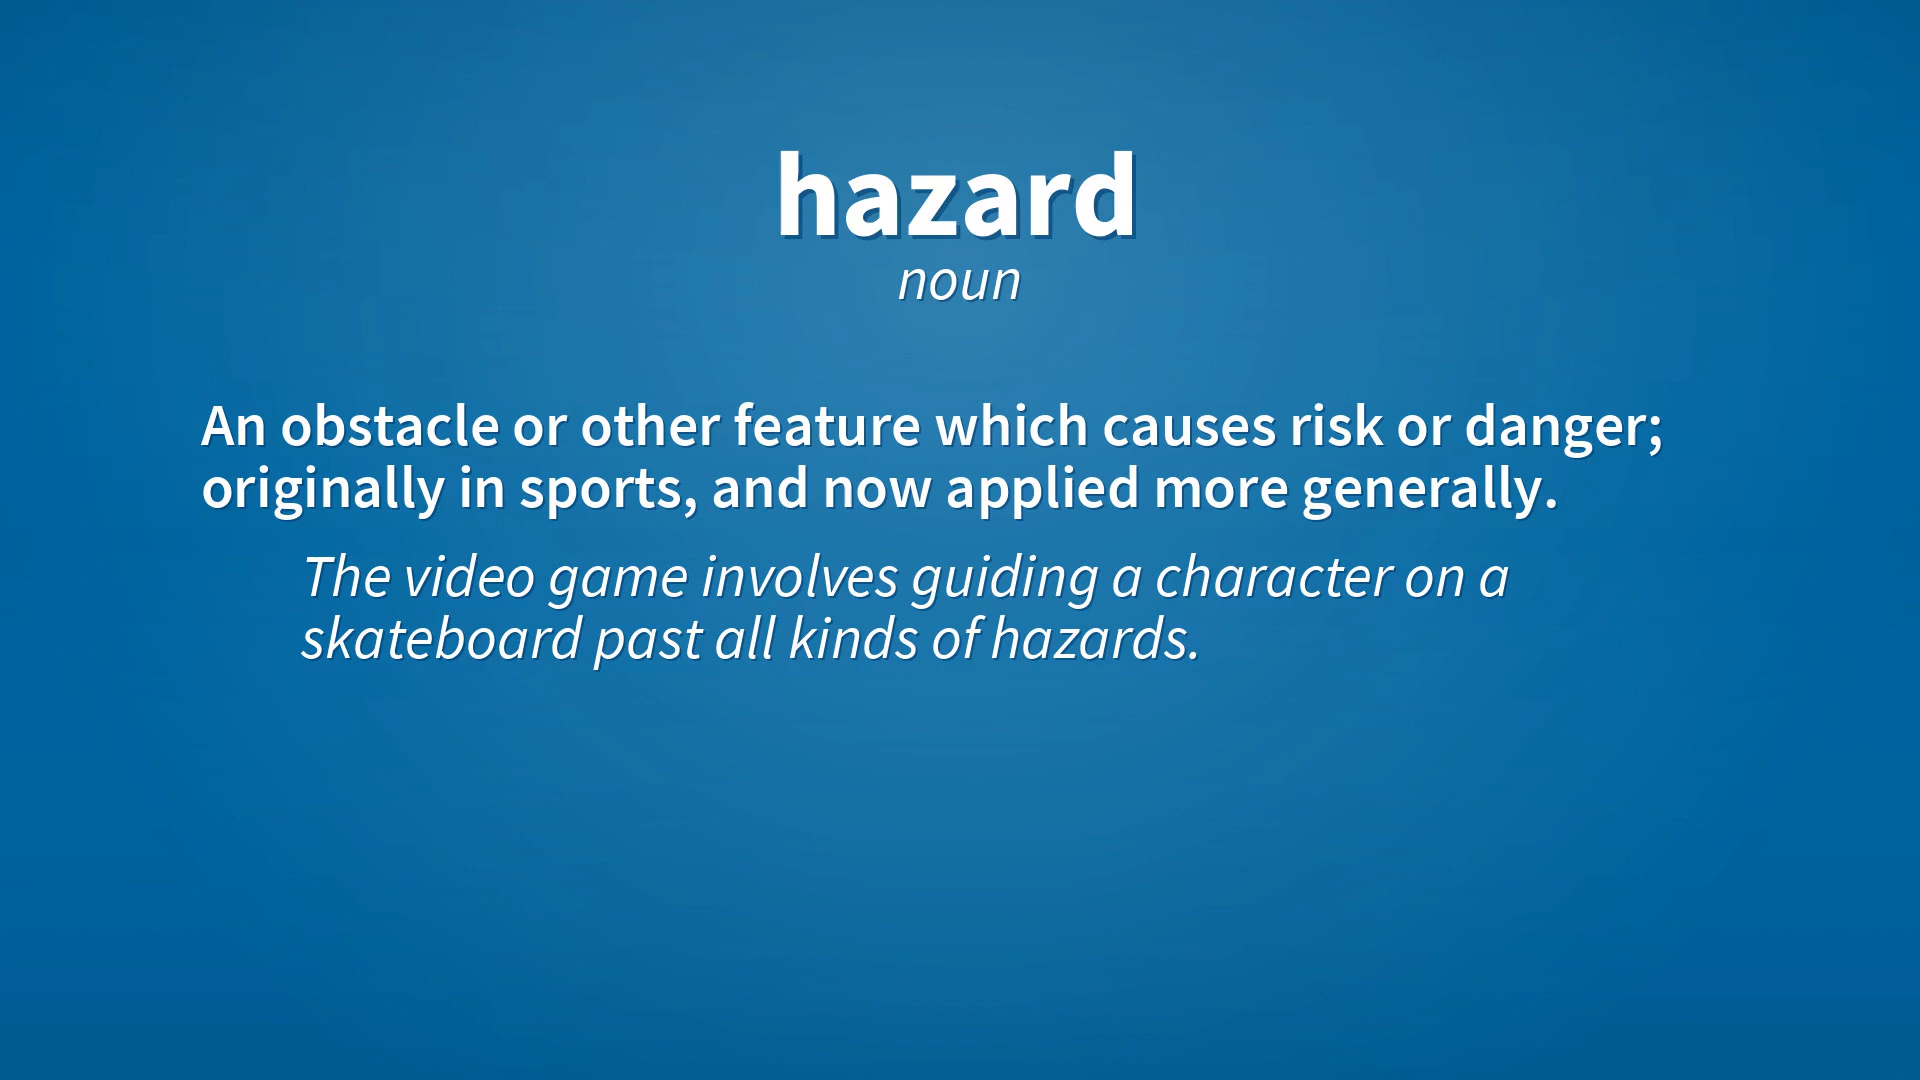 hazard
noun
An obstacle or other feature which causes risk or danger;
originally in sports, and now applied more generally.
The video game involves guiding a character on a
skateboard past all kinds of hazards.